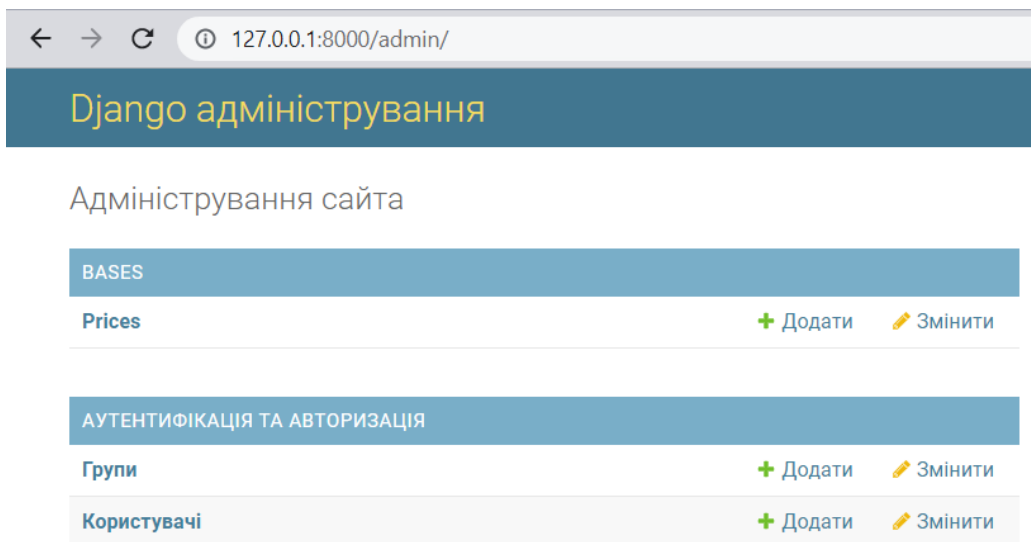 127.0.0.1:8000/admin/
Django адміністрування
Адміністрування сайта
BASES
Prices Додати Змінити
АУТЕНТИФІКАЦІЯ ТА АВТОРИЗАЦІЯ
Групи Додати Змінити
Користувачі Додати Змінити